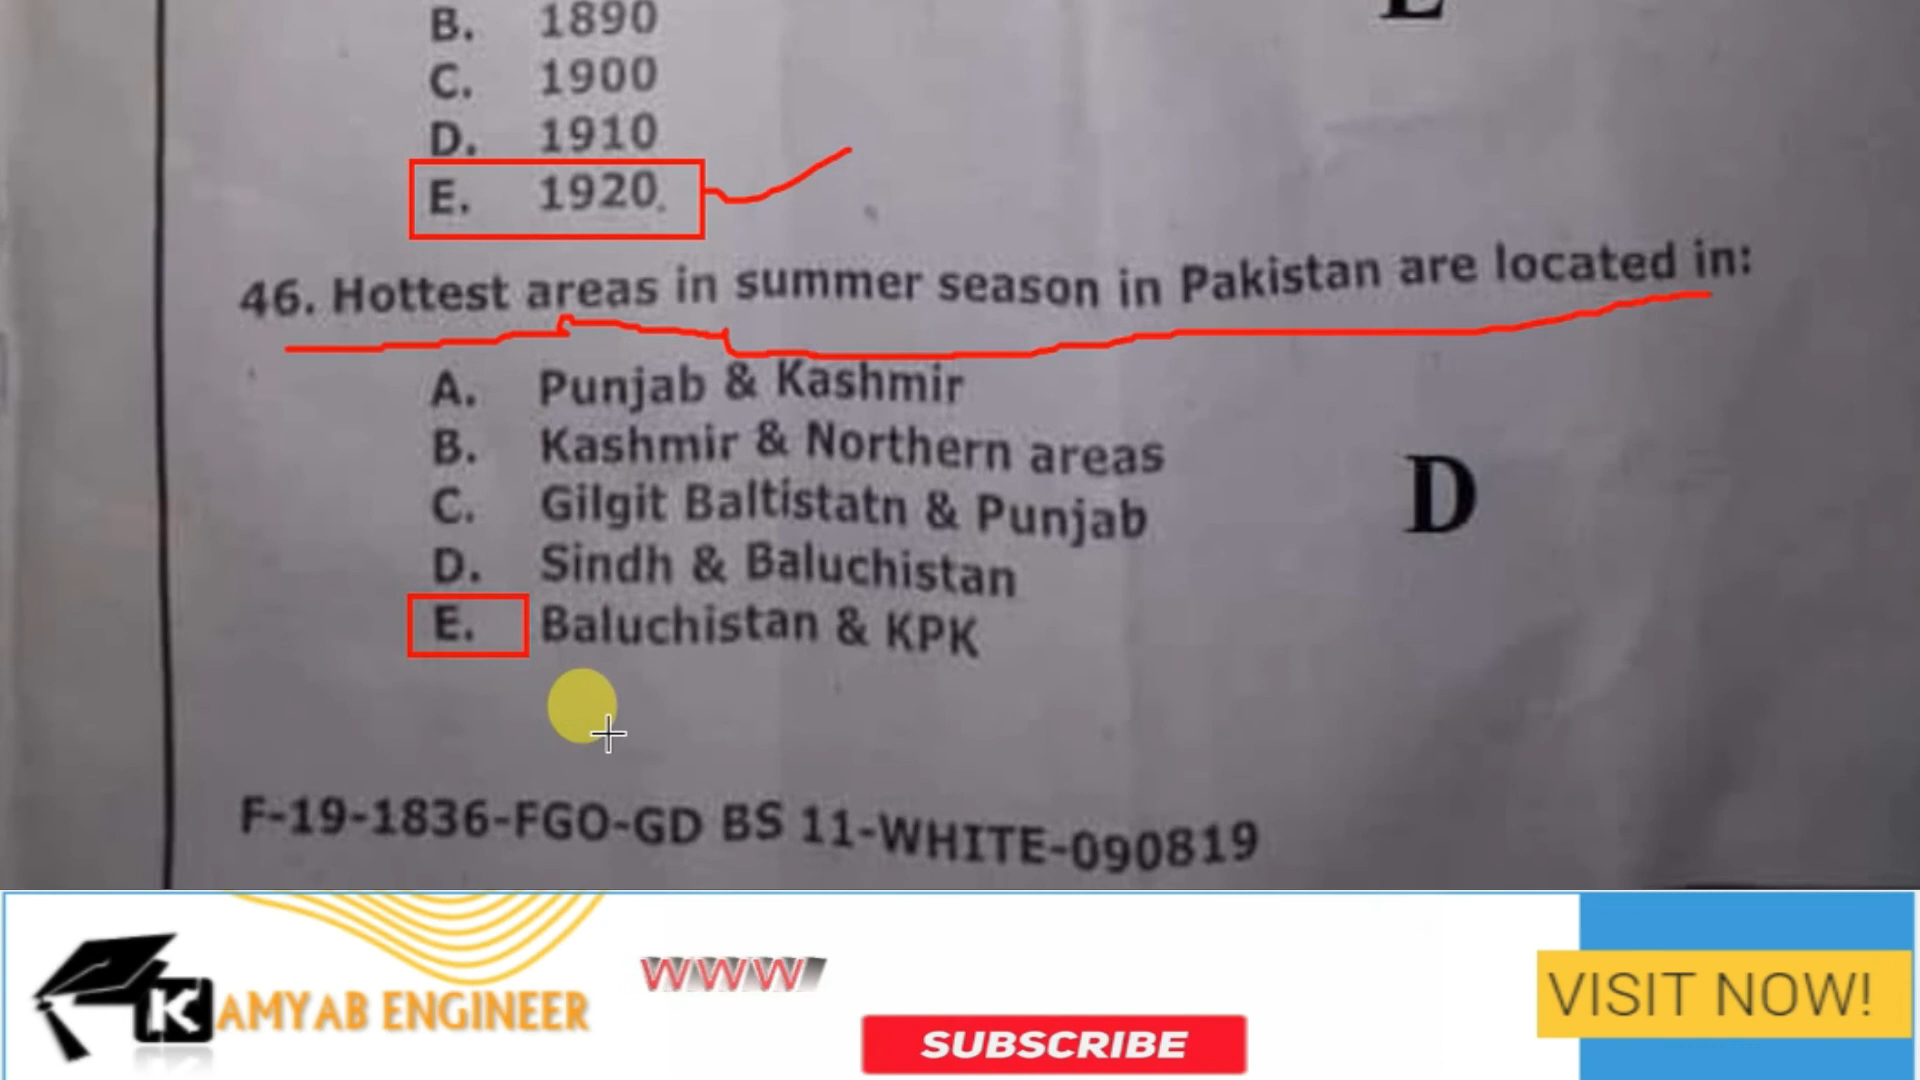 B. 1890
C. 1900
D. 1910
E. 1920.
46. Hottest areas in summer season in Pakistan are located in:
A. Punjab & Kashmir
B. Kashmir & Northern areas
C. Gilgit Baltistatn & Punjab
D
D. Sindh & Baluchistan
E. Baluchistan & KPK
F-19-1836-FGO-GD BS 11-WHITE-090819
KAMYAB ENGINEER
WWW
SUBSCRIBE
VISIT NOW!